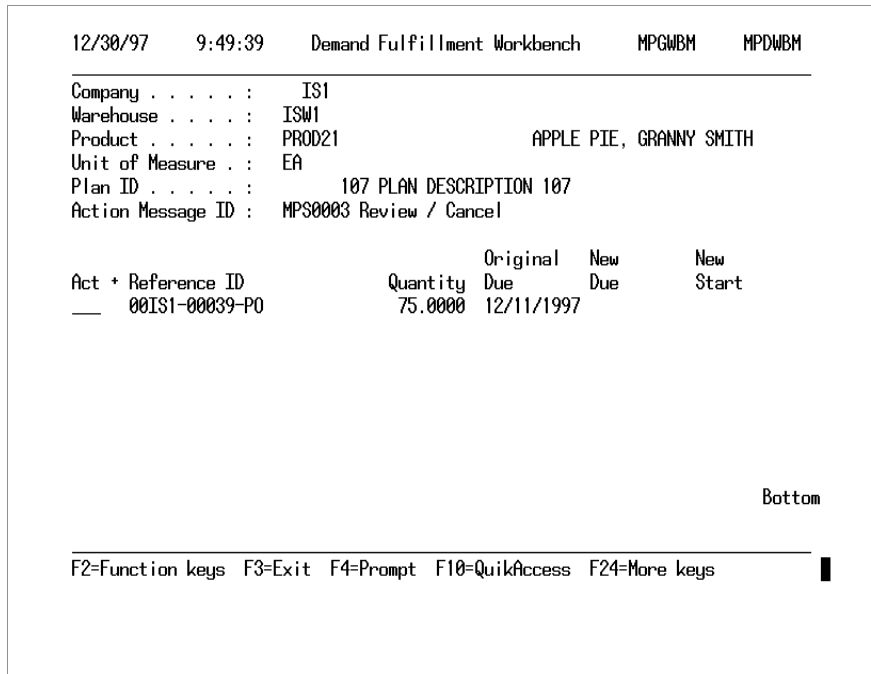 12/30/97 9:49:39 Demand Fulfillment Workbench MPGWBM MPDWBM
Company . . . . . : IS1
Warehouse . . . . : ISW1
Product . . . . . : PROD21 APPLE PIE, GRANNY SMITH
Unit of Measure . : EA
Plan ID . . . . . : 107 PLAN DESCRIPTION 107
Action Message ID : MPS0003 Review / Cancel
Original New New
Act + Reference ID Quantity Due Due Start
___ 00IS1-00039-PO 75.0000 12/11/1997
Bottom
F2=Function keys F3=Exit F4=Prompt F10=QuikAccess F24=More keys